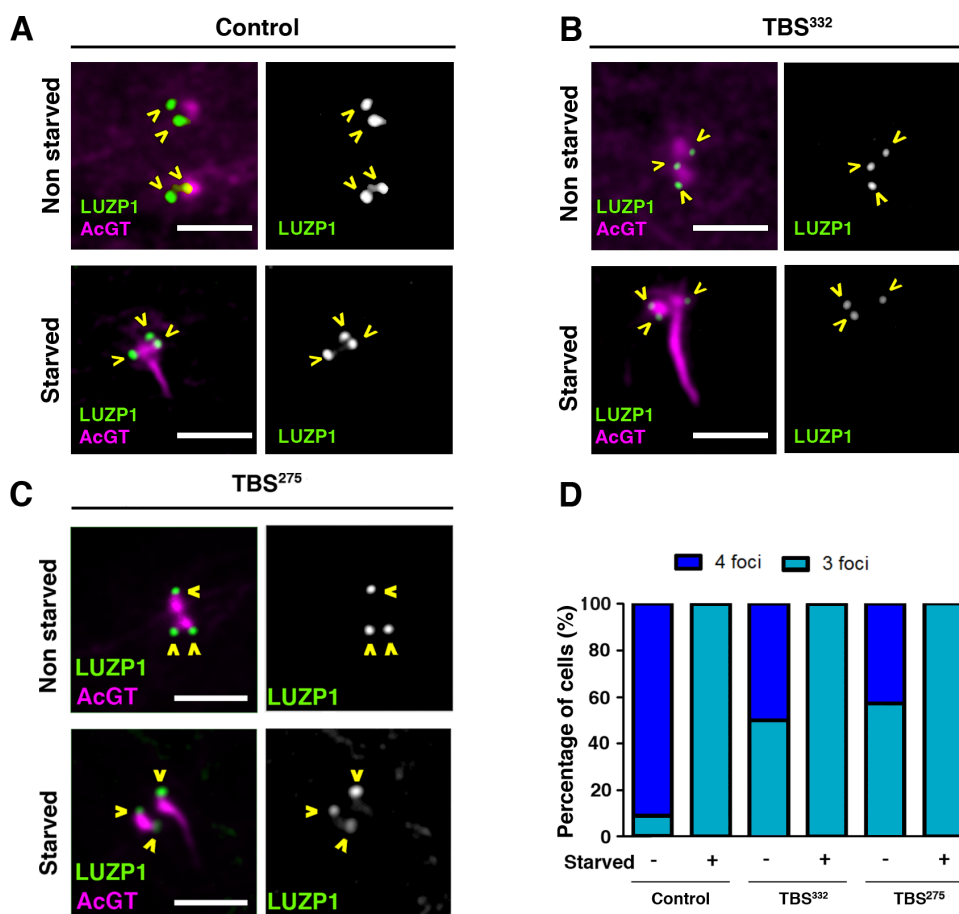 A
Control
Non starved
LUZP1
AcGT
LUZP1
Starved
LUZP1
AcGT
LUZP1
B
TBS³³²
Non starved
LUZP1
AcGT
LUZP1
Starved
LUZP1
AcGT
LUZP1
C
TBS²⁷⁵
Non starved
LUZP1
AcGT
LUZP1
Starved
LUZP1
AcGT
LUZP1
D
4 foci 3 foci
Percentage of cells (%)
100
80
60
40
20
0
Starved - + - + - +
Control TBS³³² TBS²⁷⁵